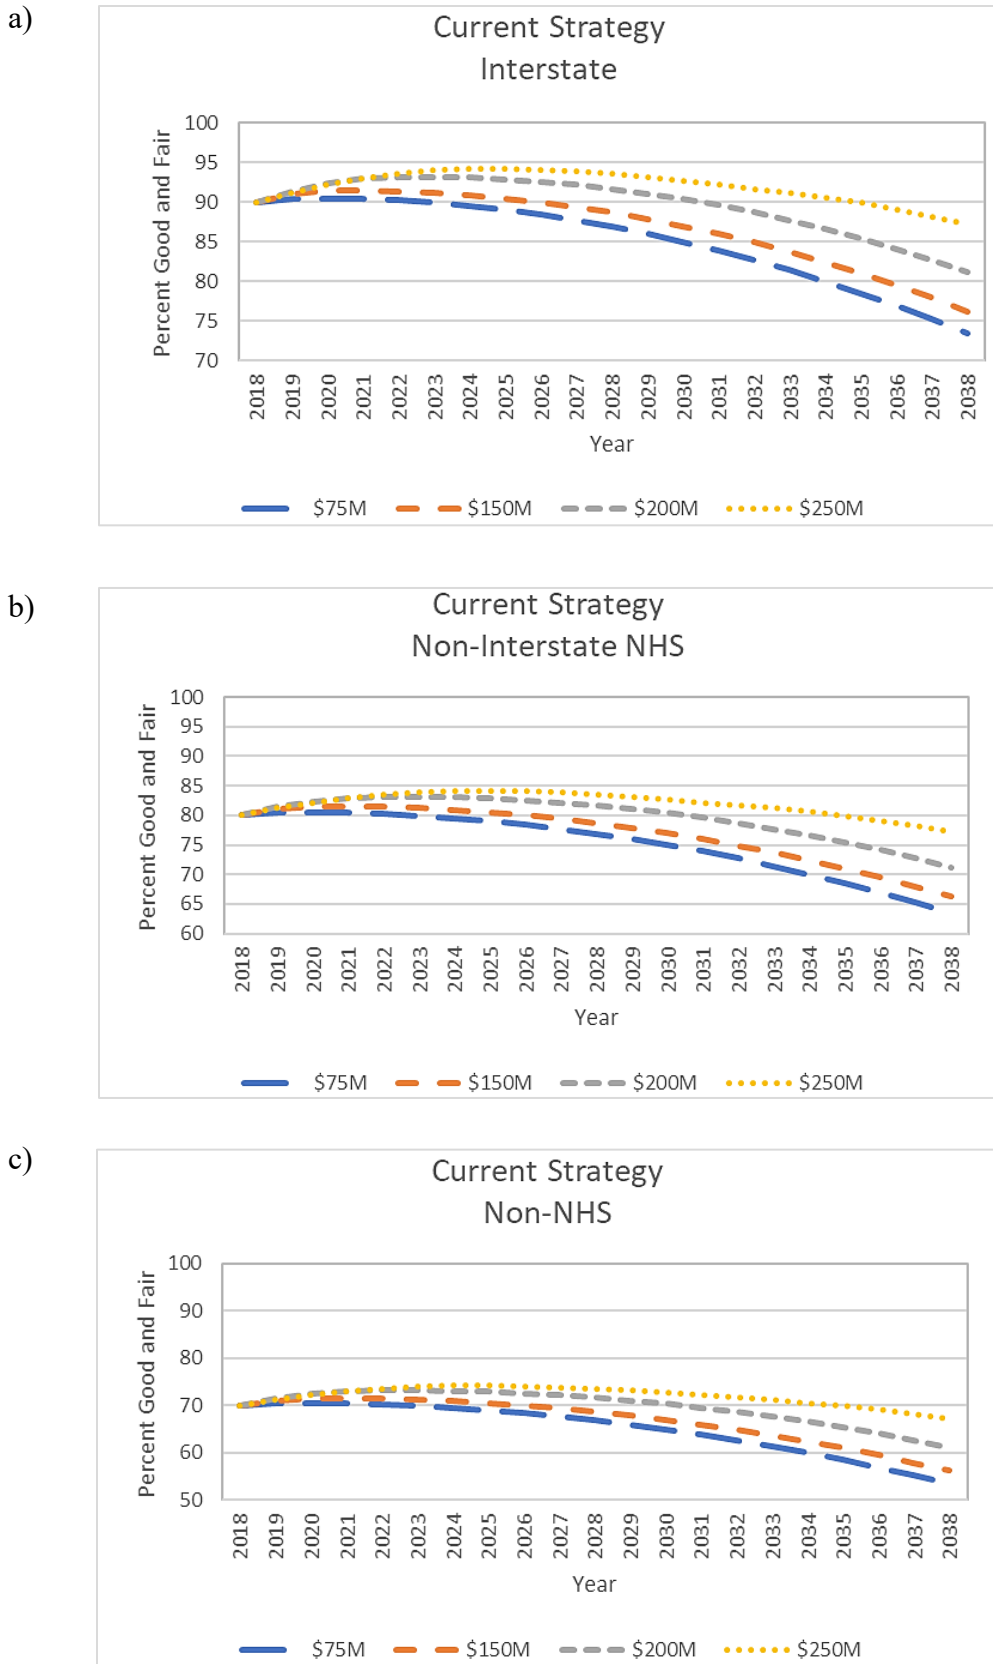 a)
Current Strategy
Interstate
Percent Good and Fair
100
95
90
85
80
75
70
2018 2019 2020 2021 2022 2023 2024 2025 2026 2027 2028 2029 2030 2031 2032 2033 2034 2035 2036 2037 2038
Year
$75M $150M $200M $250M
b)
Current Strategy
Non-Interstate NHS
Percent Good and Fair
100
95
90
85
80
75
70
65
60
2018 2019 2020 2021 2022 2023 2024 2025 2026 2027 2028 2029 2030 2031 2032 2033 2034 2035 2036 2037 2038
Year
$75M $150M $200M $250M
c)
Current Strategy
Non-NHS
Percent Good and Fair
100
90
80
70
60
50
2018 2019 2020 2021 2022 2023 2024 2025 2026 2027 2028 2029 2030 2031 2032 2033 2034 2035 2036 2037 2038
Year
$75M $150M $200M $250M